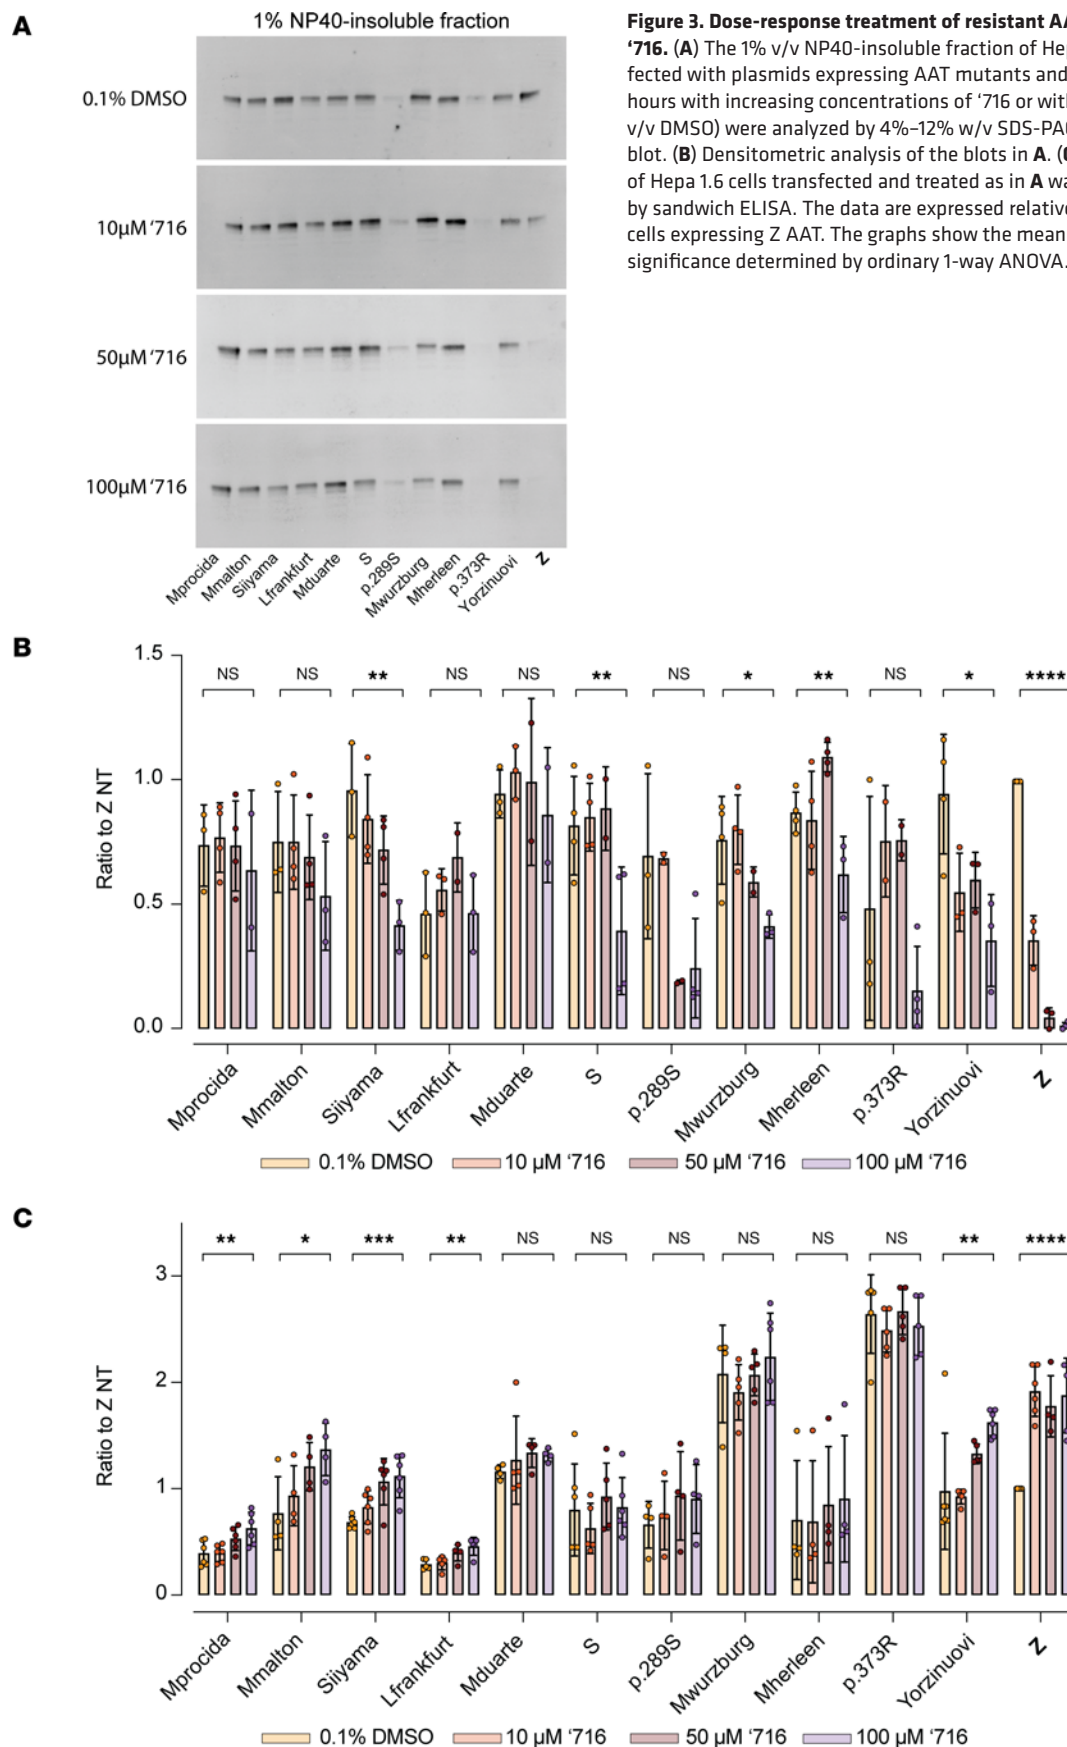 A
1% NP40-insoluble fraction
0.1% DMSO
10µM ‘716
50µM ‘716
100µM ‘716
Mprocida
Mmalton
Siiyama
Lfrankfurt
Mduarte
S
p.289S
Mwurzburg
Mherleen
p.373R
Yorzinuovi
Z
Figure 3. Dose-response treatment of resistant AA
‘716. (A) The 1% v/v NP40-insoluble fraction of Hep
fected with plasmids expressing AAT mutants and
hours with increasing concentrations of ‘716 or with
v/v DMSO) were analyzed by 4%–12% w/v SDS-PAG
blot. (B) Densitometric analysis of the blots in A. (C
of Hepa 1.6 cells transfected and treated as in A wa
by sandwich ELISA. The data are expressed relative
cells expressing Z AAT. The graphs show the mean
significance determined by ordinary 1-way ANOVA.
B
1.5
1.0
0.5
0.0
Ratio to Z NT
NS NS ** NS NS ** NS * ** NS * ****
Mprocida
Mmalton
Siiyama
Lfrankfurt
Mduarte
S
p.289S
Mwurzburg
Mherleen
p.373R
Yorzinuovi
Z
0.1% DMSO 10 µM ‘716 50 µM ‘716 100 µM ‘716
C
3
2
1
0
Ratio to Z NT
** * *** ** NS NS NS NS NS NS ** ****
Mprocida
Mmalton
Siiyama
Lfrankfurt
Mduarte
S
p.289S
Mwurzburg
Mherleen
p.373R
Yorzinuovi
Z
0.1% DMSO 10 µM ‘716 50 µM ‘716 100 µM ‘716